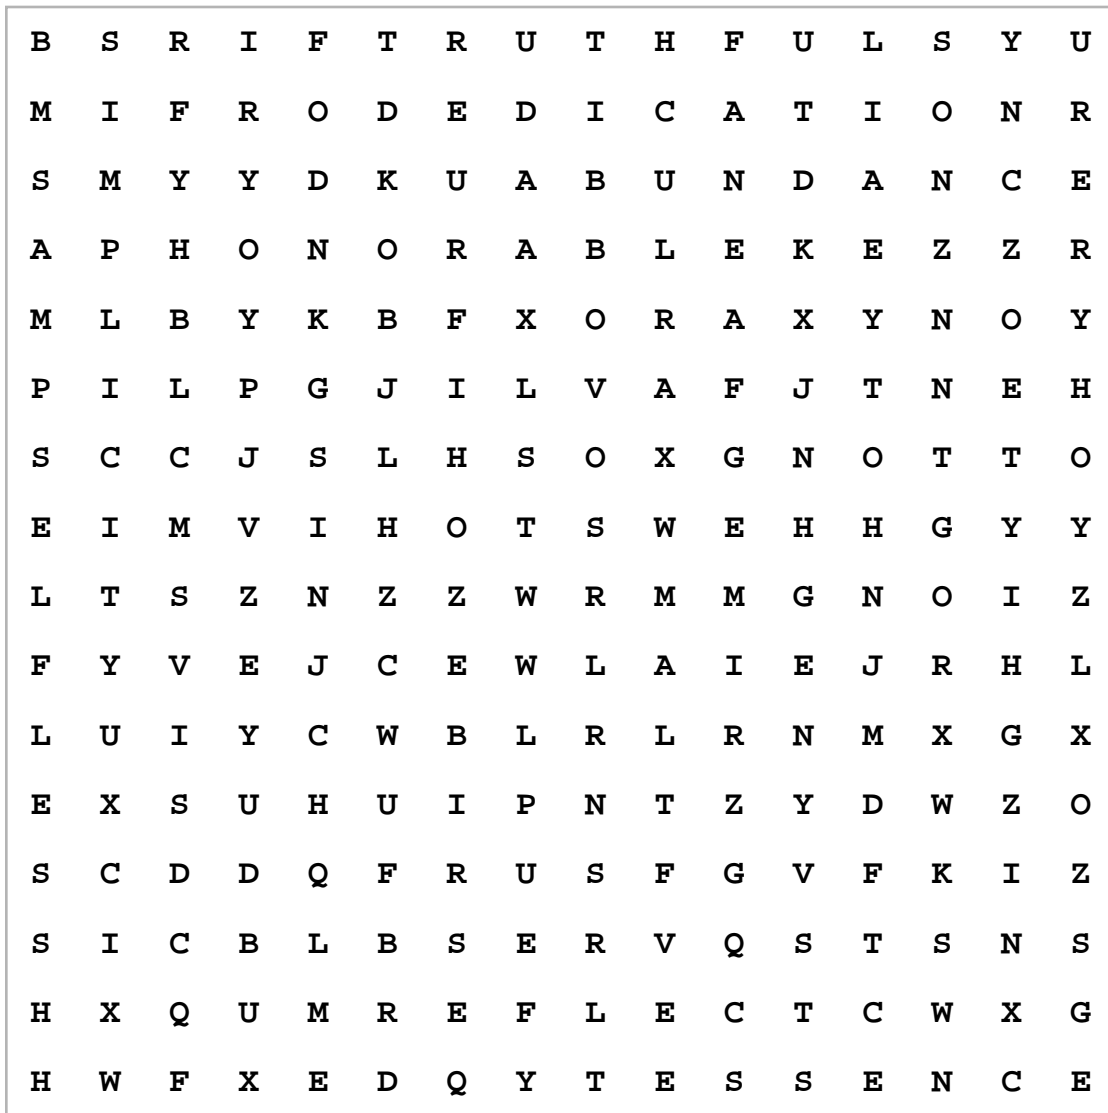 B S R I F T R U T H F U L S Y U
M I F R O D E D I C A T I O N R
S M Y Y D K U A B U N D A N C E
A P H O N O R A B L E K E Z Z R
M L B Y K B F X O R A X Y N O Y
P I L P G J I L V A F J T N E H
S C C J S L H S O X G N O T T O
E I M V I H O T S W E H H G Y Y
L T S Z N Z Z W R M M G N O I Z
F Y V E J C E W L A I E J R H L
L U I Y C W B L R L R N M X G X
E X S U H U I P N T Z Y D W Z O
S C D D Q F R U S F G V F K I Z
S I C B L B S E R V Q S T S N S
H X Q U M R E F L E C T C W X G
H W F X E D Q Y T E S S E N C E